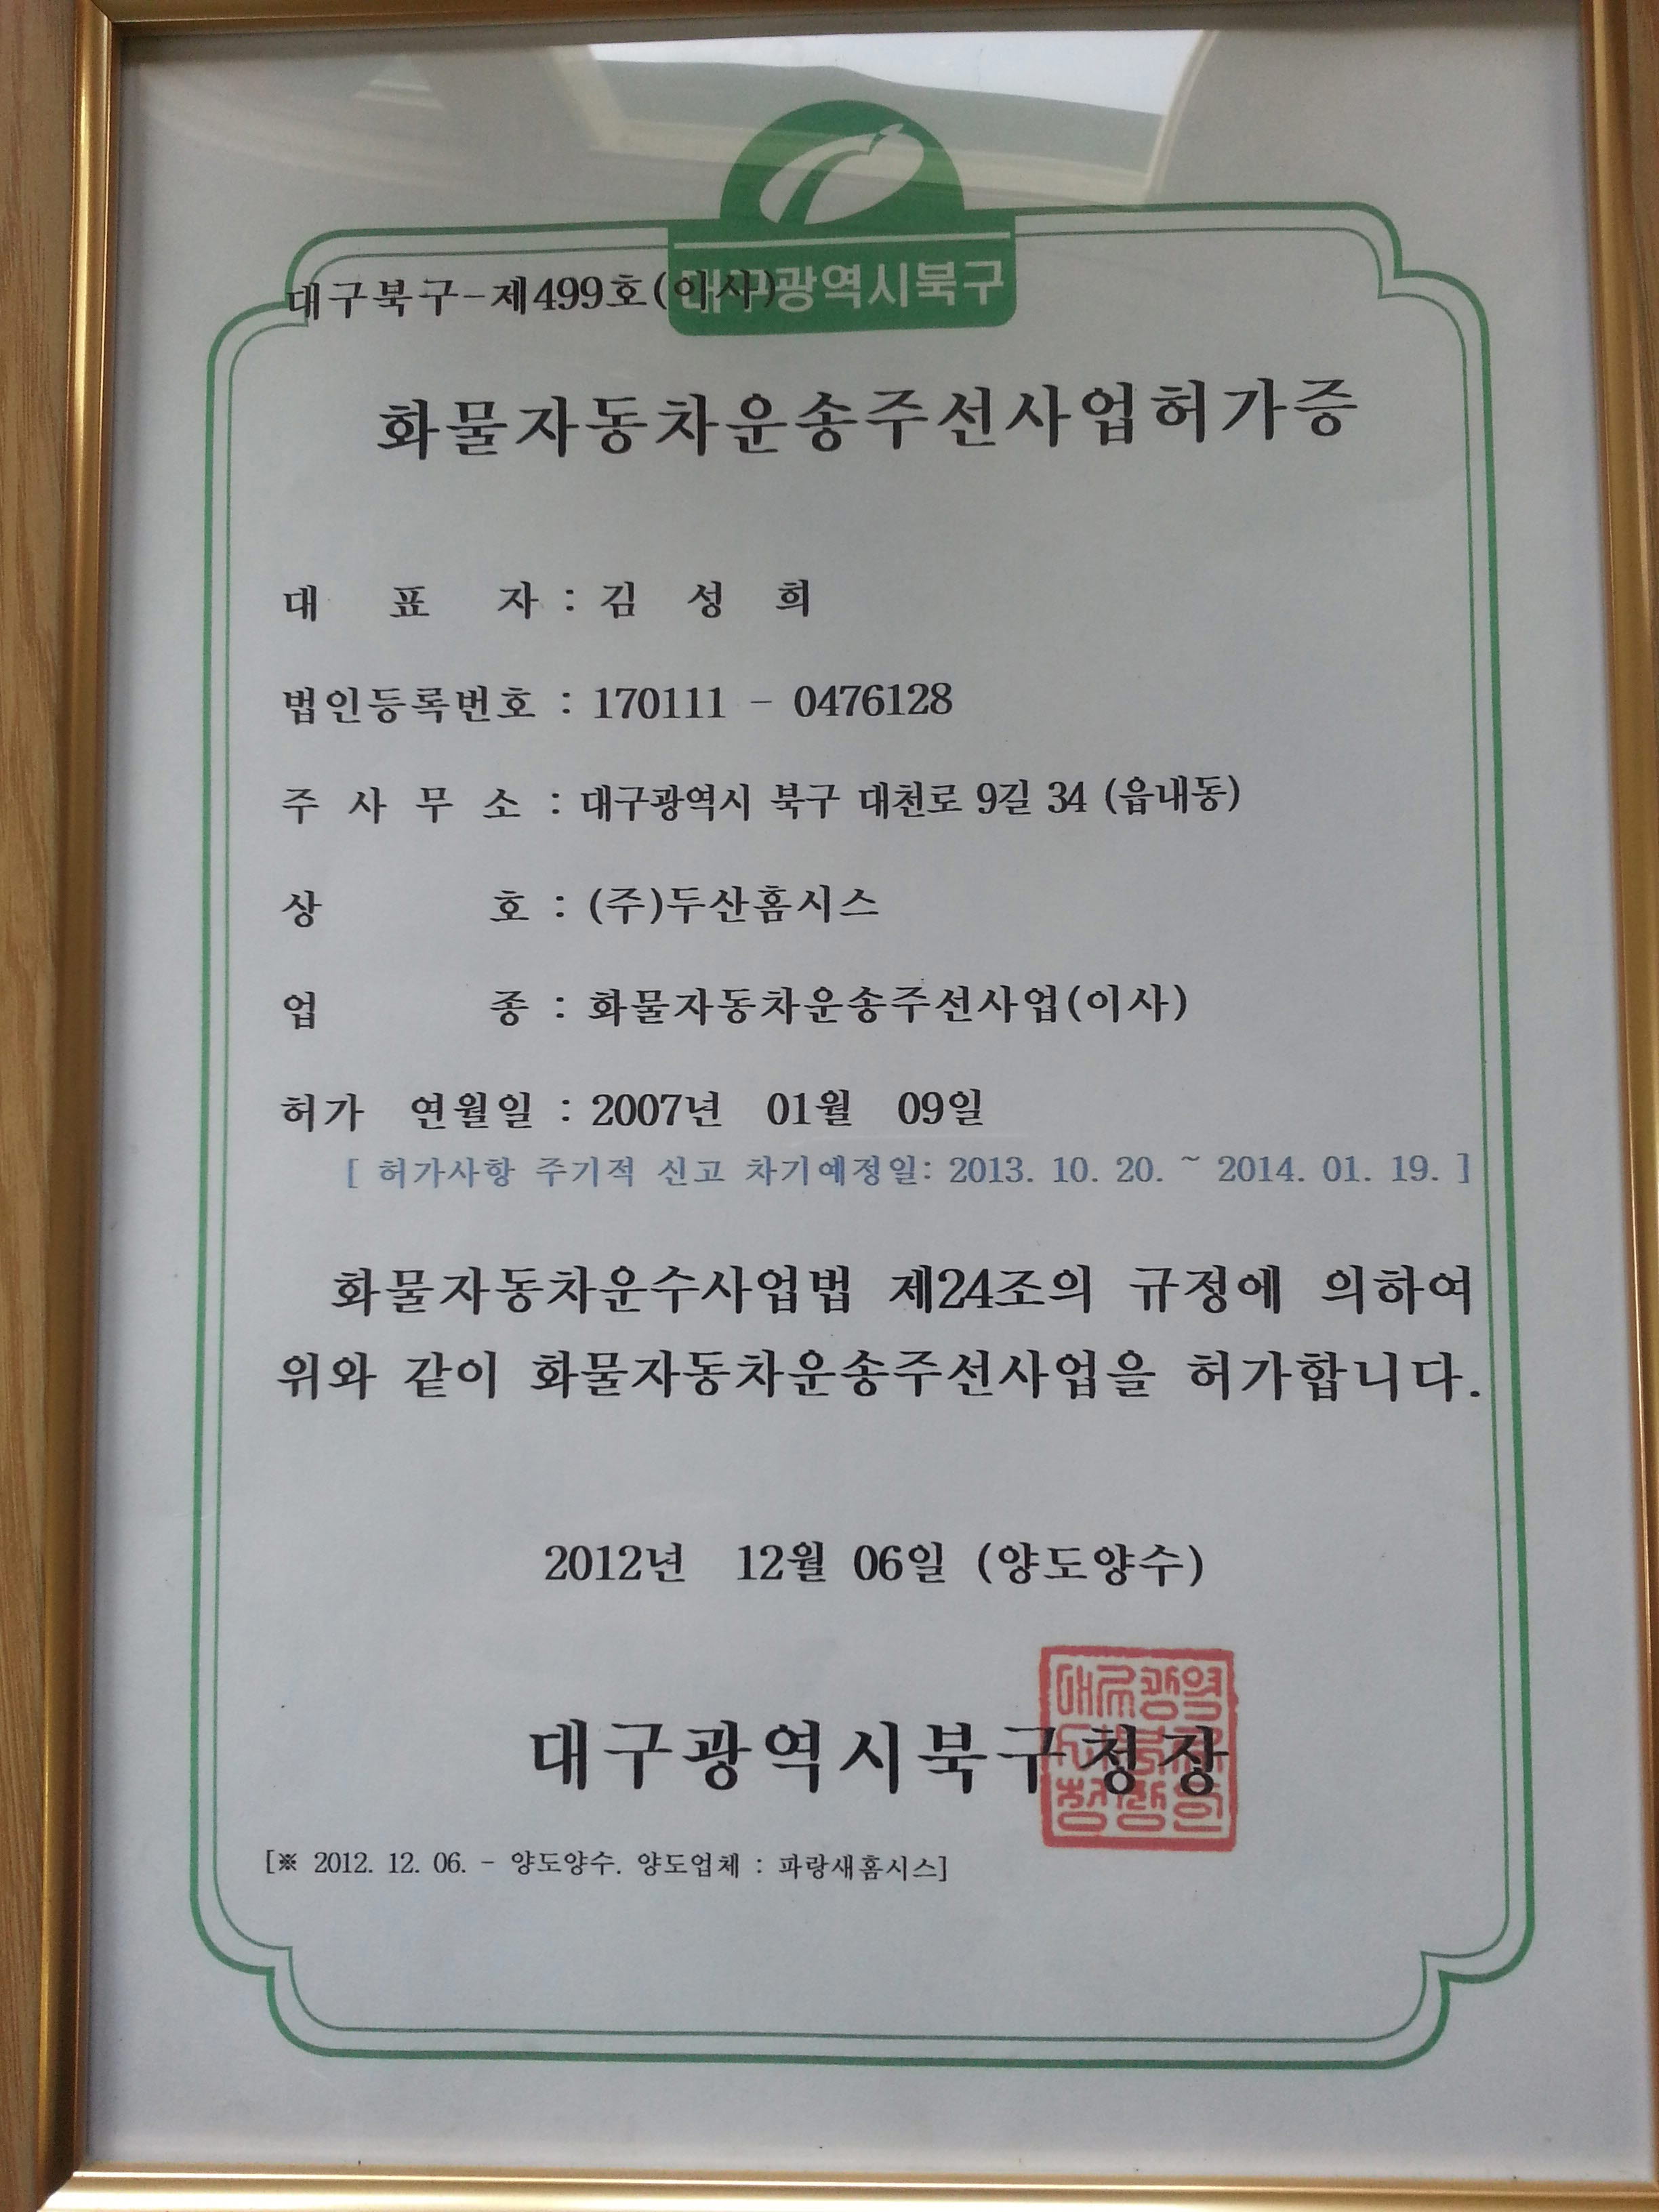 대구광역시북구
대구북구-제499호(이사)
화물자동차운송주선사업허가증
대 표 자 : 김 성 희
법인등록번호 : 170111 - 0476128
주 사 무 소 : 대구광역시 북구 대천로 9길 34 (읍내동)
상 호 : (주)두산홈시스
업 종 : 화물자동차운송주선사업(이사)
허가 연월일 : 2007년 01월 09일
[ 허가사항 주기적 신고 차기예정일: 2013. 10. 20. ~ 2014. 01. 19. ]
화물자동차운수사업법 제24조의 규정에 의하여
위와 같이 화물자동차운송주선사업을 허가합니다.
2012년 12월 06일 (양도양수)
대구광역시북구청장
[※ 2012. 12. 06. - 양도양수. 양도업체 : 파랑새홈시스]